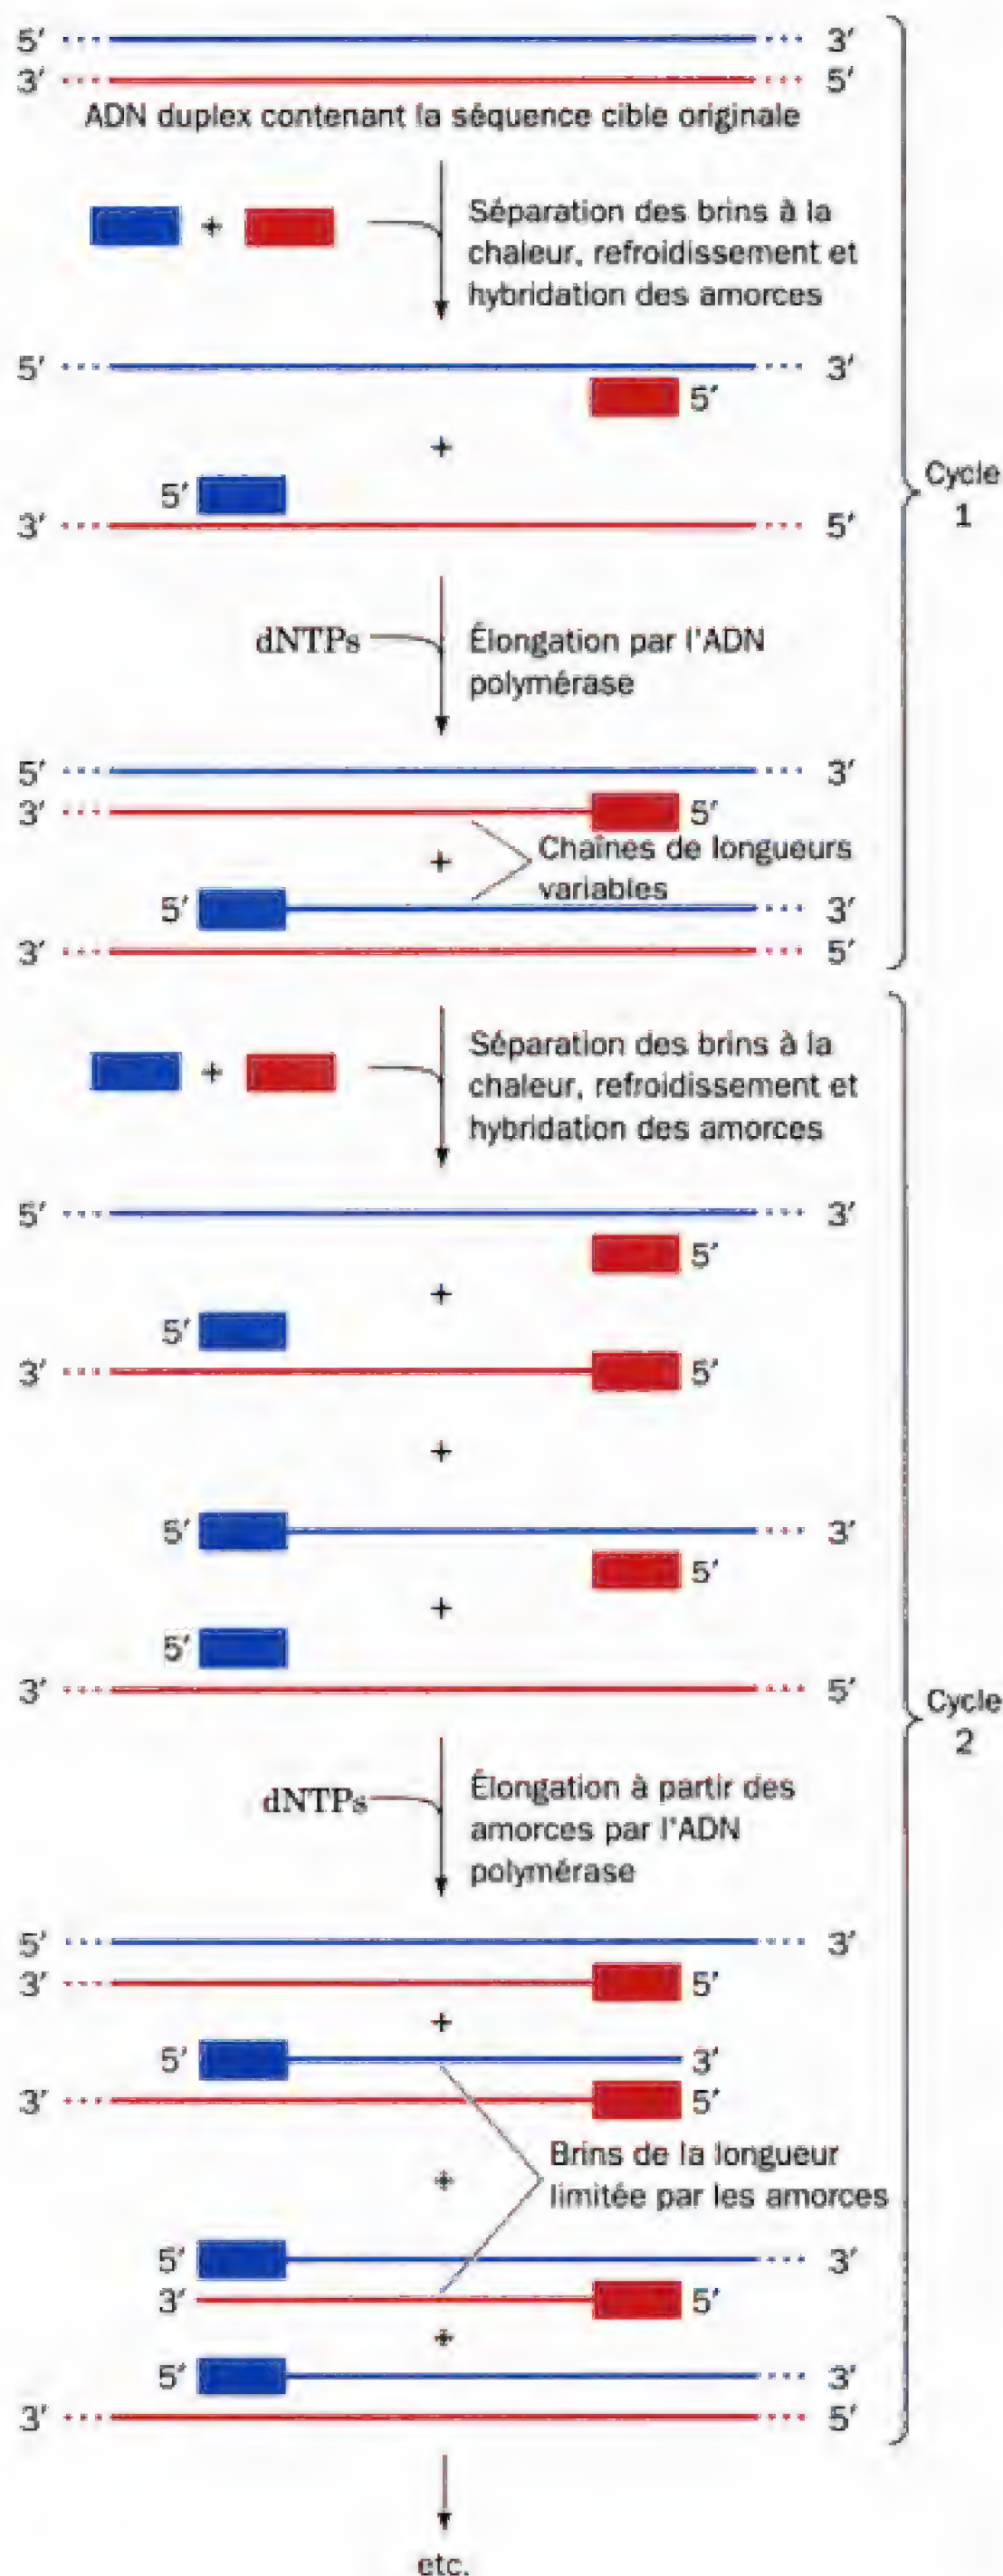 5′ 3′
3′ 5′
ADN duplex contenant la séquence cible originale
+
Séparation des brins à la
chaleur, refroidissement et
hybridation des amorces
5′ 3′
5′
+
5′
3′ 5′
Cycle
1
dNTPs
Élongation par l'ADN
polymérase
5′ 3′
3′ 5′
+
Chaînes de longueurs
variables
5′ 3′
3′ 5′
+
Séparation des brins à la
chaleur, refroidissement et
hybridation des amorces
5′ 3′
5′
+
5′
3′ 5′
+
5′ 3′
5′
+
5′
3′ 5′
Cycle
2
dNTPs
Élongation à partir des
amorces par l'ADN
polymérase
5′ 3′
3′ 5′
+
5′ 3′
3′ 5′
+
Brins de la longueur
limitée par les amorces
5′ 3′
3′ 5′
+
5′ 3′
3′ 5′
etc.